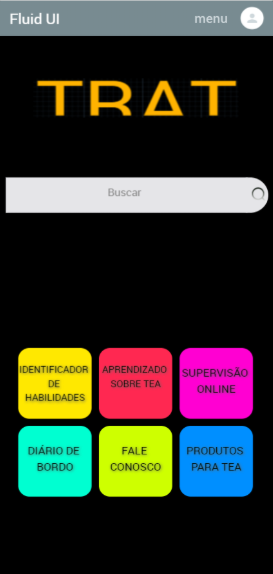 Fluid UI
menu
TRAT
Buscar
IDENTIFICADOR
DE
HABILIDADES
APRENDIZADO
SOBRE TEA
SUPERVISÃO
ONLINE
DIÁRIO DE
BORDO
FALE
CONOSCO
PRODUTOS
PARA TEA